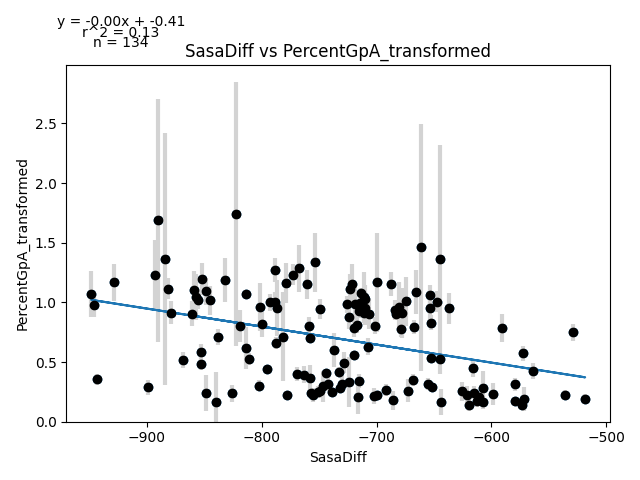 y = -0.00x + -0.41
r^2 = 0.13
n = 134
SasaDiff vs PercentGpA_transformed
PercentGpA_transformed
2.5
2.0
1.5
1.0
0.5
0.0
−900
−800
−700
−600
−500
SasaDiff